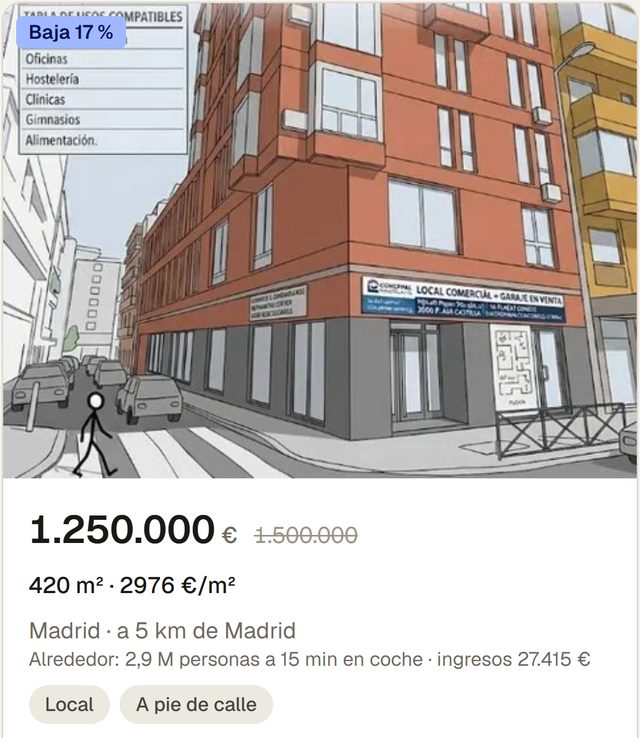 TABLA DE USOS COMPATIBLES
Baja 17 %
Oficinas
Hostelería
Clinicas
Gimnasios
Alimentación.
LOCAL COMERCIAL + GARAJE EN VENTA
1.250.000 € 1.500.000
420 m² · 2976 €/m²
Madrid · a 5 km de Madrid
Alrededor: 2,9 M personas a 15 min en coche · ingresos 27.415 €
Local
A pie de calle